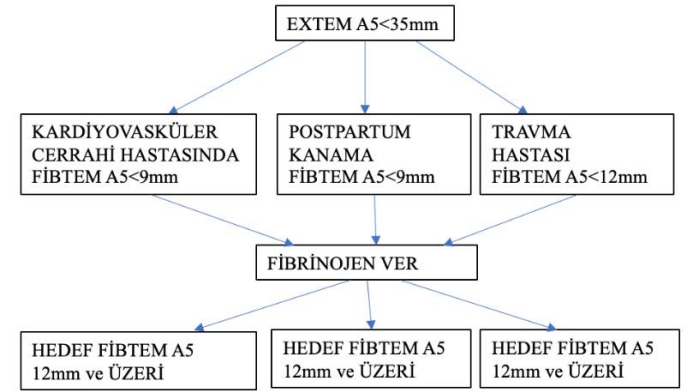 EXTEM A5<35mm
KARDİYOVASKÜLER
CERRAHİ HASTASINDA
FİBTEM A5<9mm
POSTPARTUM
KANAMA
FİBTEM A5<9mm
TRAVMA
HASTASI
FİBTEM A5<12mm
FİBRİNOJEN VER
HEDEF FİBTEM A5
12mm ve ÜZERİ
HEDEF FİBTEM A5
12mm ve ÜZERİ
HEDEF FİBTEM A5
12mm ve ÜZERİ